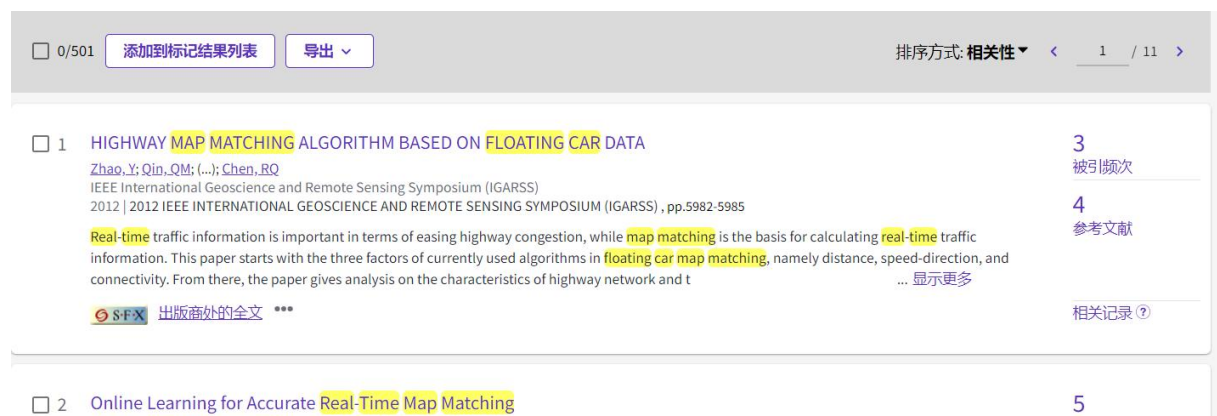 0/501 添加到标记结果列表 导出 排序方式: 相关性 1 / 11
1 HIGHWAY MAP MATCHING ALGORITHM BASED ON FLOATING CAR DATA 3
Zhao, Y; Qin, QM; (...); Chen, RQ 被引频次
IEEE International Geoscience and Remote Sensing Symposium (IGARSS)
2012 | 2012 IEEE INTERNATIONAL GEOSCIENCE AND REMOTE SENSING SYMPOSIUM (IGARSS) , pp.5982-5985 4
参考文献
Real-time traffic information is important in terms of easing highway congestion, while map matching is the basis for calculating real-time traffic
information. This paper starts with the three factors of currently used algorithms in floating car map matching, namely distance, speed-direction, and
connectivity. From there, the paper gives analysis on the characteristics of highway network and t ... 显示更多
S·F·X 出版商处的全文 ••• 相关记录 ?
2 Online Learning for Accurate Real-Time Map Matching 5